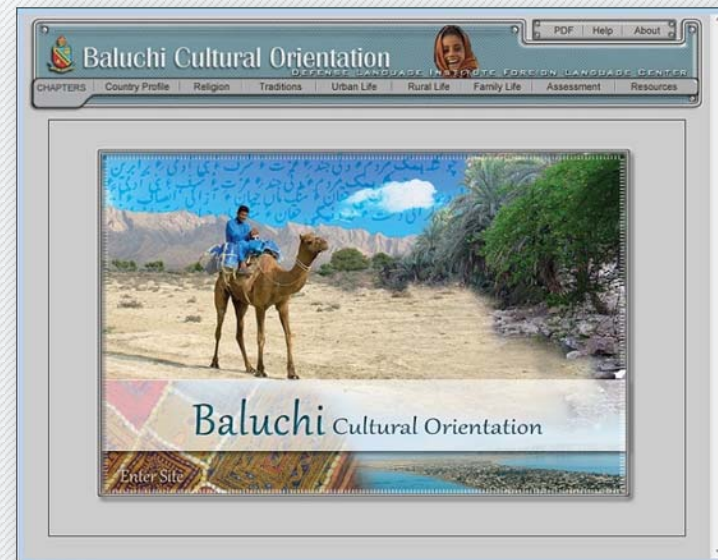 PDF | Help | About
Baluchi Cultural Orientation
DEFENSE LANGUAGE INSTITUTE FOREIGN LANGUAGE CENTER
CHAPTERS Country Profile | Religion | Traditions | Urban Life | Rural Life | Family Life | Assessment | Resources
Baluchi Cultural Orientation
Enter Site